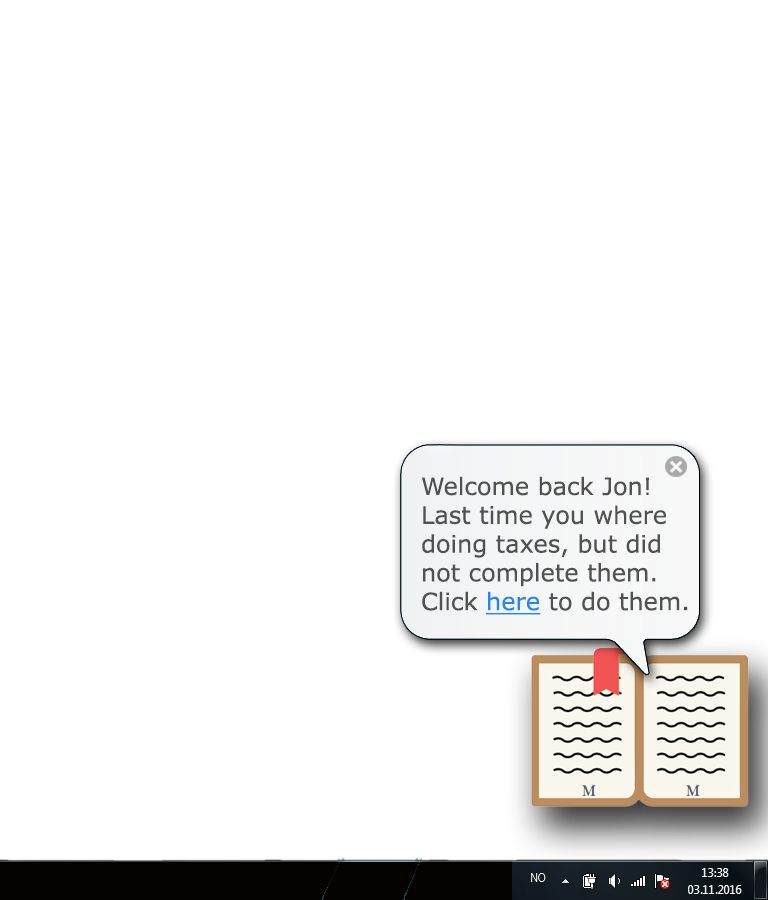 Welcome back Jon!
Last time you where
doing taxes, but did
not complete them.
Click here to do them.
M M
NO
13:38
03.11.2016